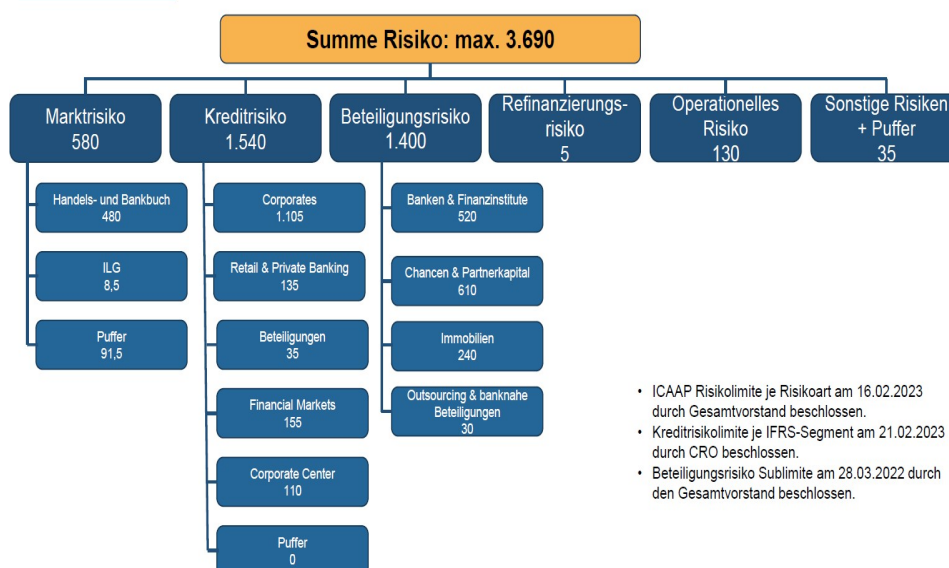 Summe Risiko: max. 3.690
Marktrisiko
580
Kreditrisiko
1.540
Beteiligungsrisiko
1.400
Refinanzierungs-
risiko
5
Operationelles
Risiko
130
Sonstige Risiken
+ Puffer
35
Handels- und Bankbuch
480
ILG
8,5
Puffer
91,5
Corporates
1.105
Retail & Private Banking
135
Beteiligungen
35
Financial Markets
155
Corporate Center
110
Puffer
0
Banken & Finanzinstitute
520
Chancen & Partnerkapital
610
Immobilien
240
Outsourcing & banknahe
Beteiligungen
30
• ICAAP Risikolimite je Risikoart am 16.02.2023
durch Gesamtvorstand beschlossen.
• Kreditrisikolimite je IFRS-Segment am 21.02.2023
durch CRO beschlossen.
• Beteiligungsrisiko Sublimite am 28.03.2022 durch
den Gesamtvorstand beschlossen.